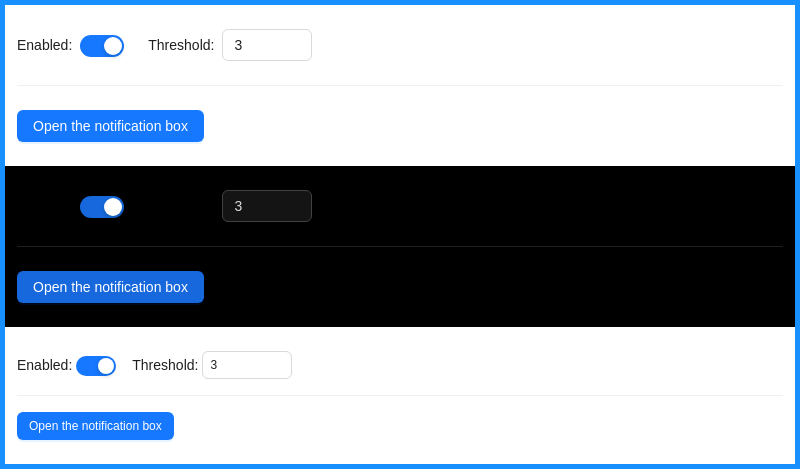 Enabled: Threshold: 3
Open the notification box
3
Open the notification box
Enabled: Threshold: 3
Open the notification box